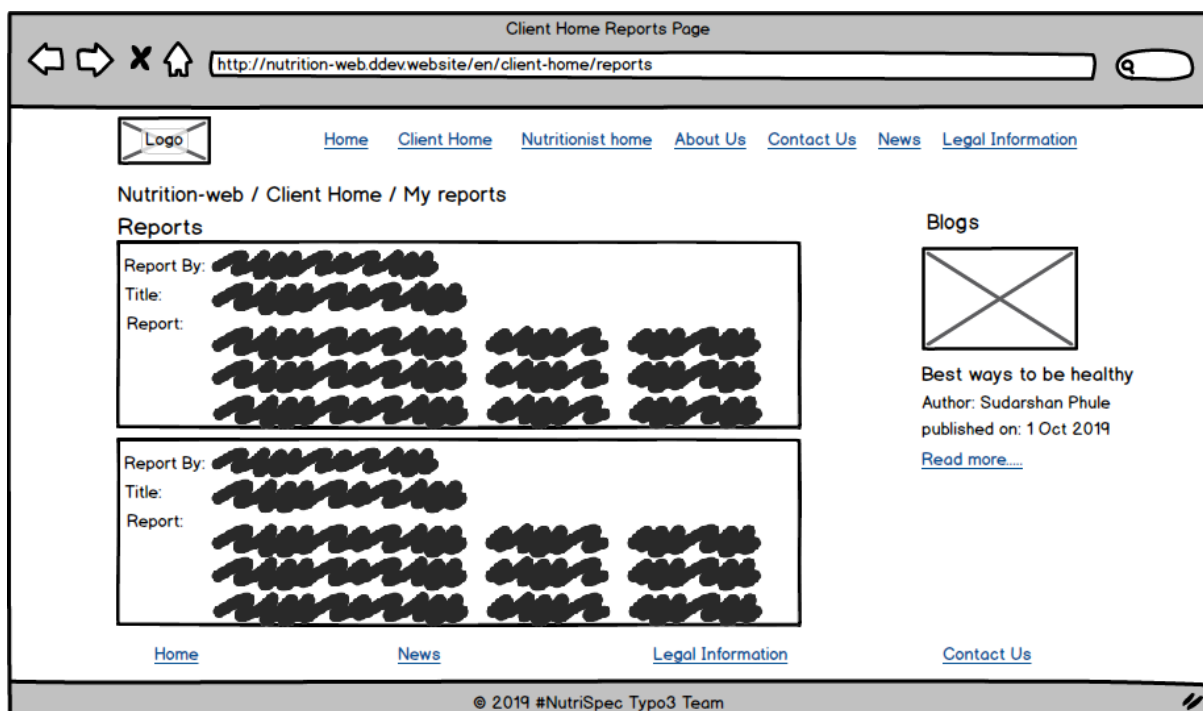 Client Home Reports Page
http://nutrition-web.ddev.website/en/client-home/reports
Logo
Home Client Home Nutritionist home About Us Contact Us News Legal Information
Nutrition-web / Client Home / My reports
Reports
Report By:
Title:
Report:
Report By:
Title:
Report:
Blogs
Best ways to be healthy
Author: Sudarshan Phule
published on: 1 Oct 2019
Read more.....
Home News Legal Information Contact Us
© 2019 #NutriSpec Typo3 Team